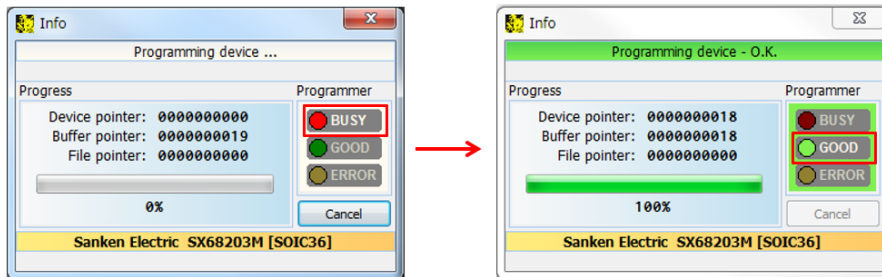 Info
Programming device ...
Progress
Programmer
Device pointer: 0000000000
Buffer pointer: 0000000019
File pointer: 0000000000
BUSY
GOOD
ERROR
0%
Cancel
Sanken Electric SX68203M [SOIC36]
Info
Programming device - O.K.
Progress
Programmer
Device pointer: 0000000018
Buffer pointer: 0000000018
File pointer: 0000000000
BUSY
GOOD
ERROR
100%
Cancel
Sanken Electric SX68203M [SOIC36]